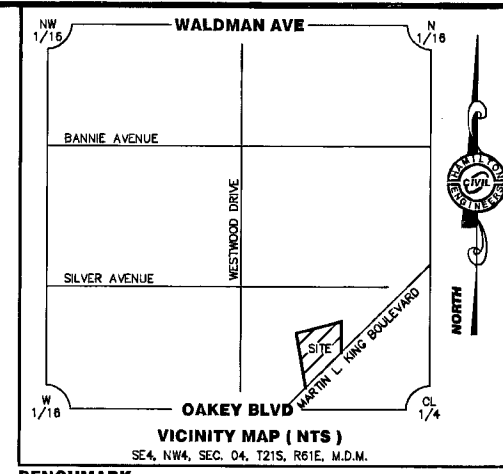 NW
1/16
WALDMAN AVE
N
1/16
BANNIE AVENUE
WESTWOOD DRIVE
HAMILTON
CIVIL
ENGINEERS
SILVER AVENUE
MARTIN L KING BOULEVARD
NORTH
SITE
W
1/16
OAKEY BLVD
CL
1/4
VICINITY MAP ( NTS )
SE4, NW4, SEC. 04, T21S, R61E, M.D.M.